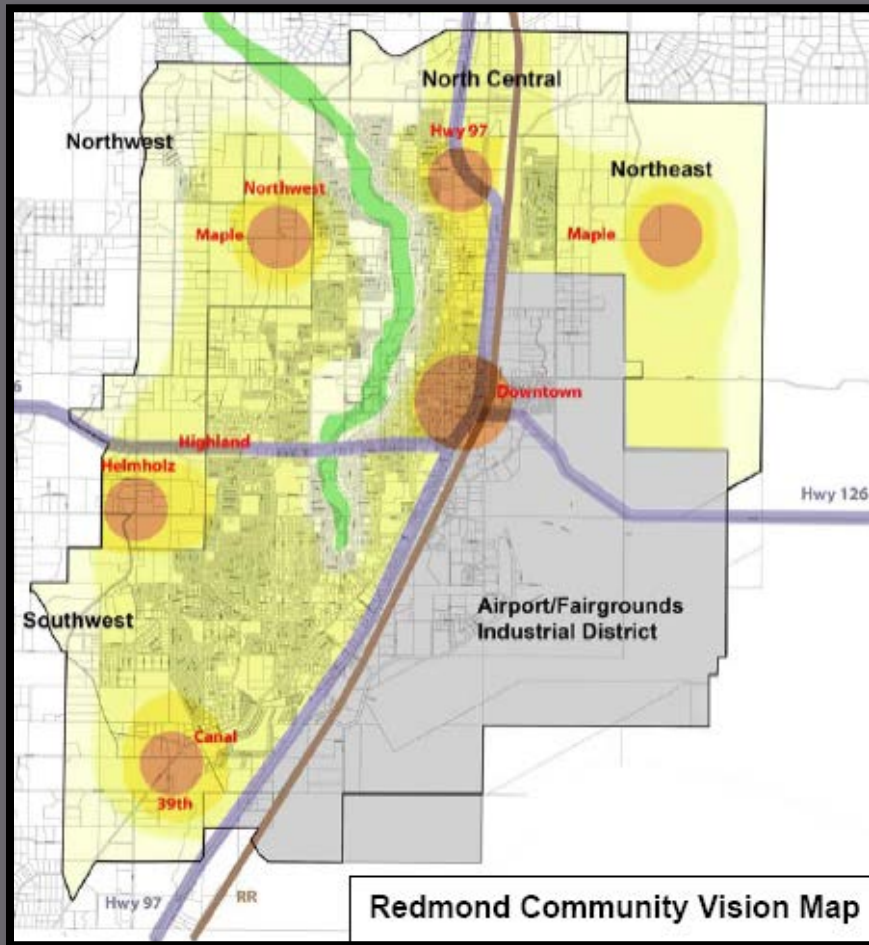 North Central
Hwy 97
Northwest
Northeast
Northwest
Maple
Maple
Downtown
6
Highland
Helmholz
Hwy 126
Airport/Fairgrounds
Industrial District
Southwest
Canal
39th
Hwy 97
RR
Redmond Community Vision Map